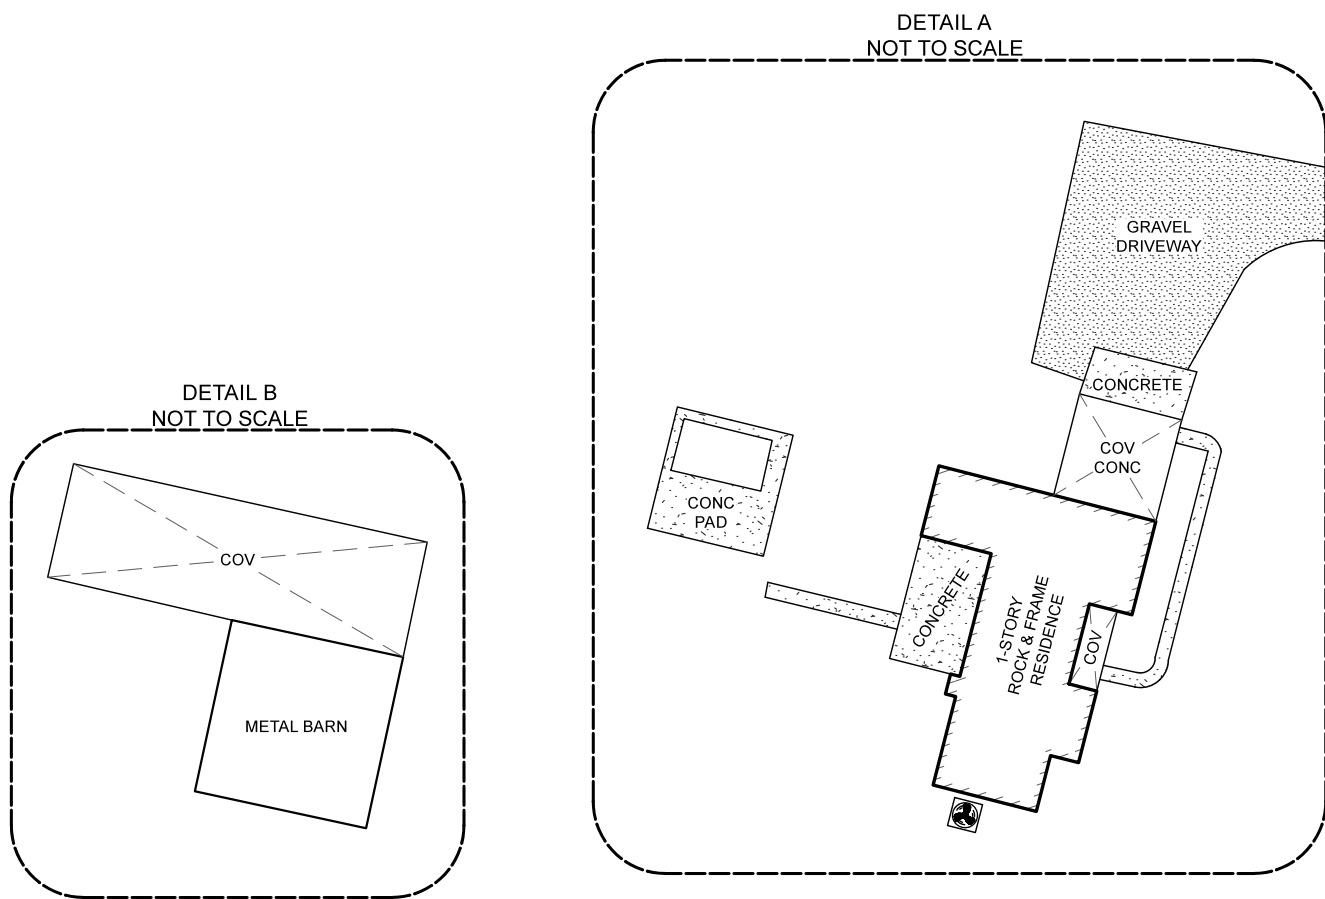 DETAIL A
NOT TO SCALE
GRAVEL
DRIVEWAY
CONCRETE
COV
CONC
CONC
PAD
CONCRETE
1-STORY
ROCK & FRAME
RESIDENCE
COV
DETAIL B
NOT TO SCALE
COV
METAL BARN